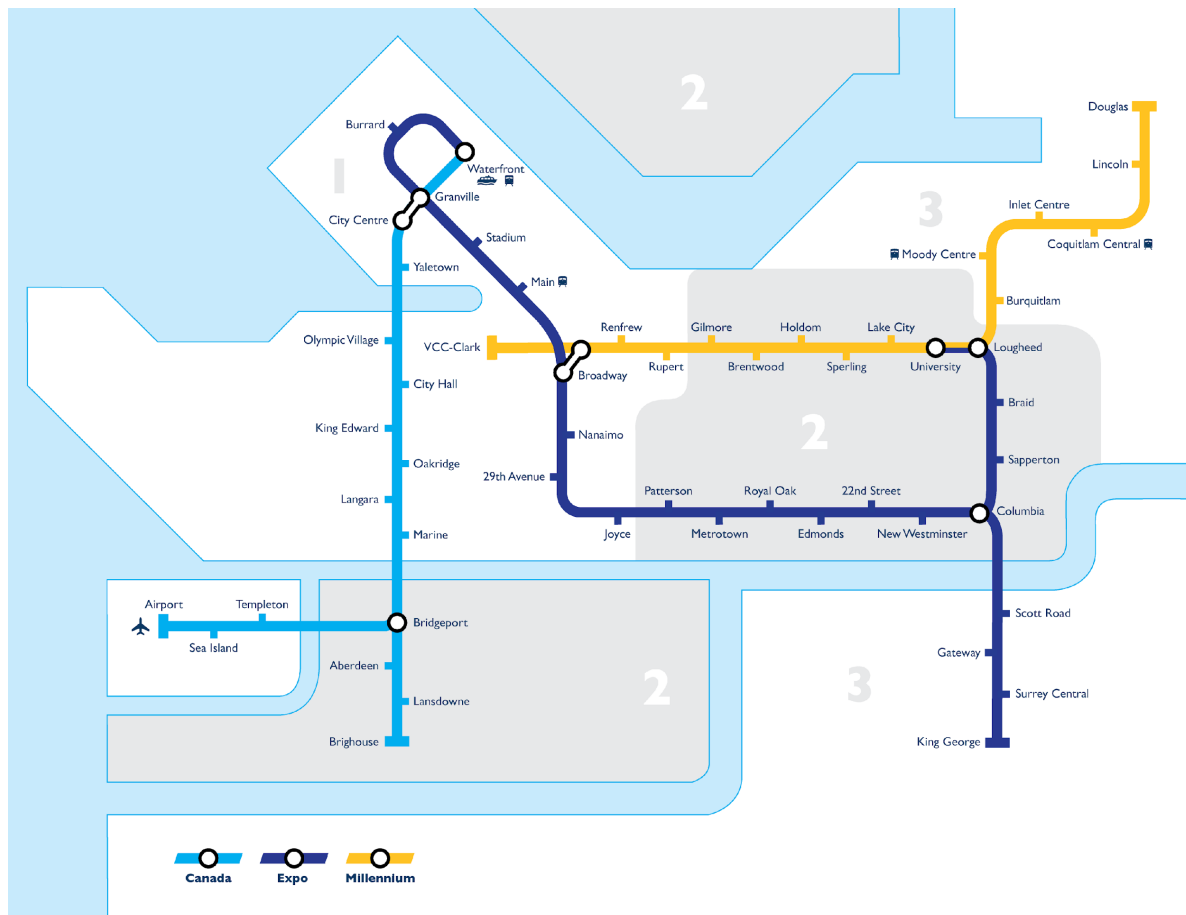 2
Douglas
Burrard
Lincoln
Waterfront
1
Granville
3
Inlet Centre
City Centre
Stadium
Coquitlam Central
Moody Centre
Yaletown
Main
Burquitlam
Renfrew
Gilmore
Holdom
Lake City
Olympic Village
VCC-Clark
Lougheed
Rupert
Brentwood
Sperling
University
Broadway
City Hall
Braid
King Edward
Nanaimo
2
Oakridge
Sapperton
29th Avenue
Langara
Patterson
Royal Oak
22nd Street
Columbia
Marine
Joyce
Metrotown
Edmonds
New Westminster
Airport
Templeton
Bridgeport
Scott Road
Sea Island
Gateway
Aberdeen
2
3
Lansdowne
Surrey Central
Brighouse
King George
Canada
Expo
Millennium